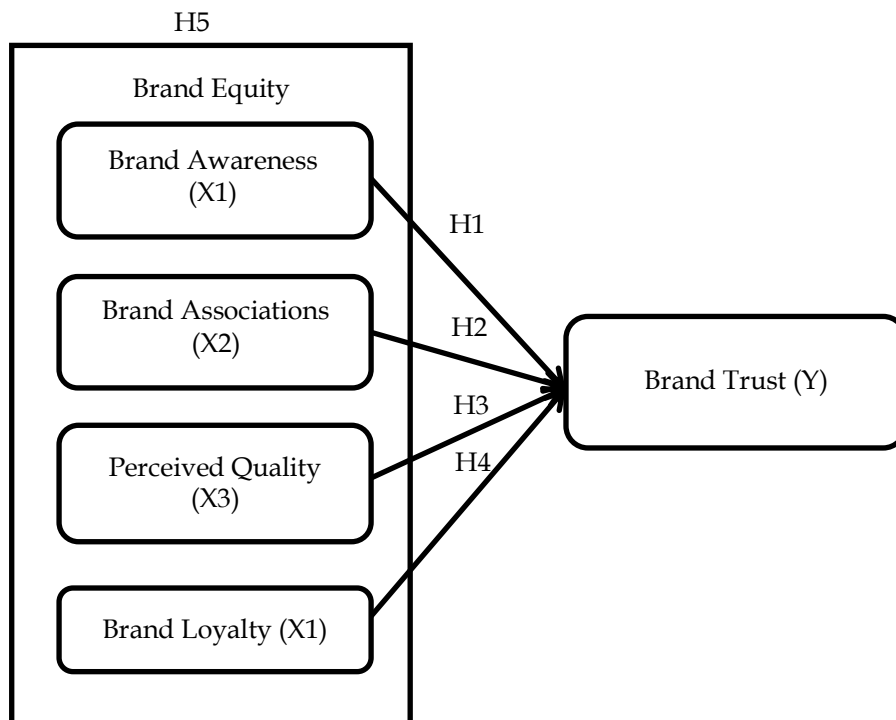 H5
Brand Equity
Brand Awareness
(X1)
H1
Brand Associations
(X2)
H2
Brand Trust (Y)
H3
Perceived Quality
(X3)
H4
Brand Loyalty (X1)